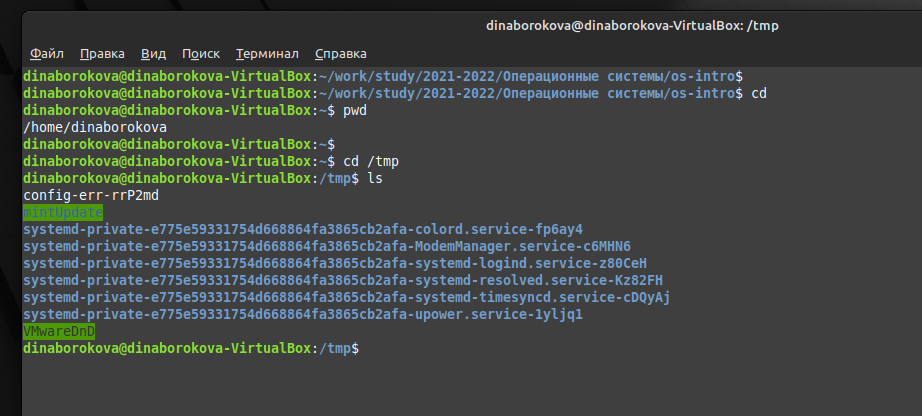 dinaborokova@dinaborokova-VirtualBox: /tmp
Файл Правка Вид Поиск Терминал Справка
dinaborokova@dinaborokova-VirtualBox:~/work/study/2021-2022/Операционные системы/os-intro$
dinaborokova@dinaborokova-VirtualBox:~/work/study/2021-2022/Операционные системы/os-intro$ cd
dinaborokova@dinaborokova-VirtualBox:~$ pwd
/home/dinaborokova
dinaborokova@dinaborokova-VirtualBox:~$
dinaborokova@dinaborokova-VirtualBox:~$ cd /tmp
dinaborokova@dinaborokova-VirtualBox:/tmp$ ls
config-err-rrP2md
mintUpdate
systemd-private-e775e59331754d668864fa3865cb2afa-colord.service-fp6ay4
systemd-private-e775e59331754d668864fa3865cb2afa-ModemManager.service-c6MHN6
systemd-private-e775e59331754d668864fa3865cb2afa-systemd-logind.service-z80CeH
systemd-private-e775e59331754d668864fa3865cb2afa-systemd-resolved.service-Kz82FH
systemd-private-e775e59331754d668864fa3865cb2afa-systemd-timesyncd.service-cDQyAj
systemd-private-e775e59331754d668864fa3865cb2afa-upower.service-1yljq1
VMwareDnD
dinaborokova@dinaborokova-VirtualBox:/tmp$